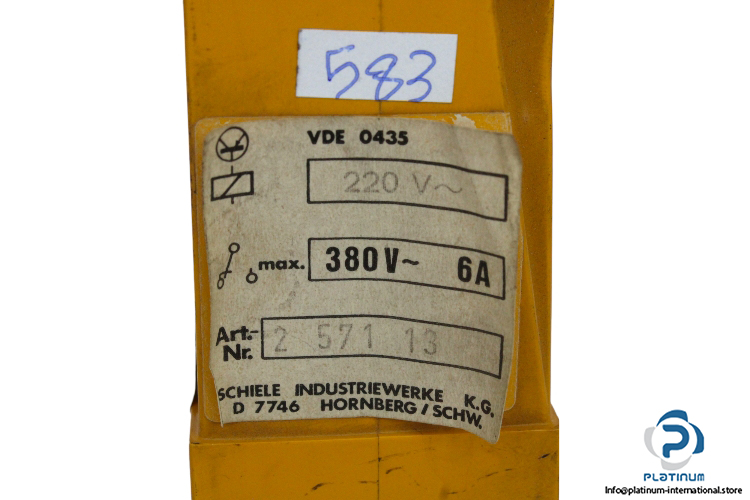 583
VDE 0435
220 V~
max. 380V~ 6A
Art.-
Nr. 2 571 13
SCHIELE INDUSTRIEWERKE K.G.
D 7746 HORNBERG/SCHW.
PLATINUM
Info@platinum-international.store